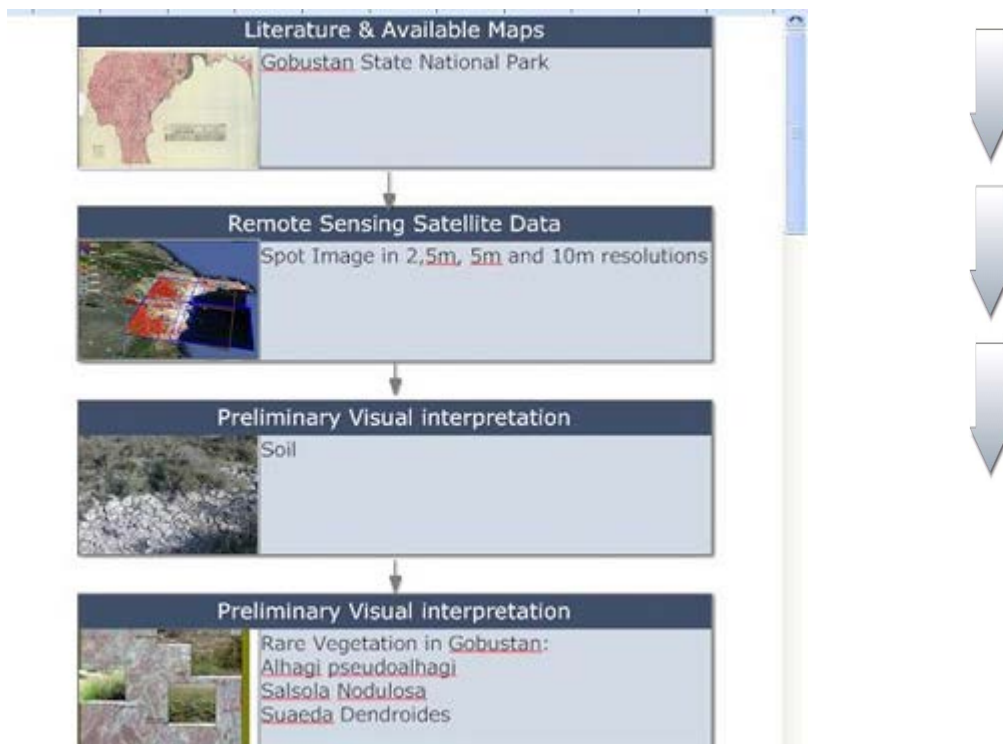 Literature & Available Maps
Gobustan State National Park
Remote Sensing Satellite Data
Spot Image in 2,5m, 5m and 10m resolutions
Preliminary Visual interpretation
Soil
Preliminary Visual interpretation
Rare Vegetation in Gobustan:
Alhagi pseudoalhagi
Salsola Nodulosa
Suaeda Dendroides